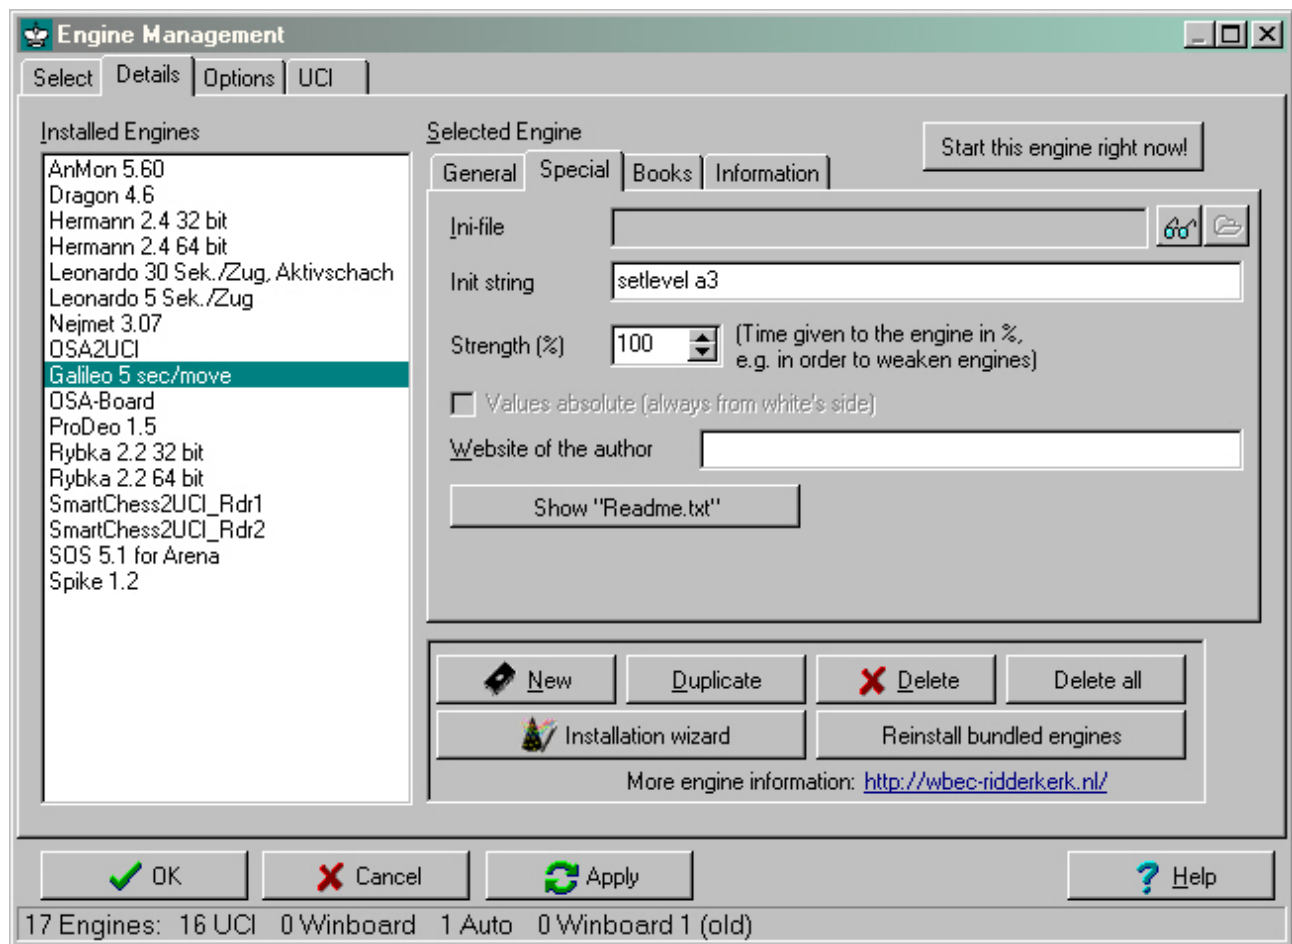 Engine Management
Select Details Options UCI
Installed Engines
AnMon 5.60
Dragon 4.6
Hermann 2.4 32 bit
Hermann 2.4 64 bit
Leonardo 30 Sek./Zug, Aktivschach
Leonardo 5 Sek./Zug
Nejmet 3.07
OSA2UCI
Galileo 5 sec/move
OSA-Board
ProDeo 1.5
Rybka 2.2 32 bit
Rybka 2.2 64 bit
SmartChess2UCI_Rdr1
SmartChess2UCI_Rdr2
SOS 5.1 for Arena
Spike 1.2
Selected Engine
Start this engine right now!
General Special Books Information
Ini-file
Init string setlevel a3
Strength (%) 100 (Time given to the engine in %,
e.g. in order to weaken engines)
Values absolute (always from white's side)
Website of the author
Show "Readme.txt"
New Duplicate Delete Delete all
Installation wizard Reinstall bundled engines
More engine information: http://wbec-ridderkerk.nl/
OK Cancel Apply Help
17 Engines: 16 UCI 0 Winboard 1 Auto 0 Winboard 1 (old)